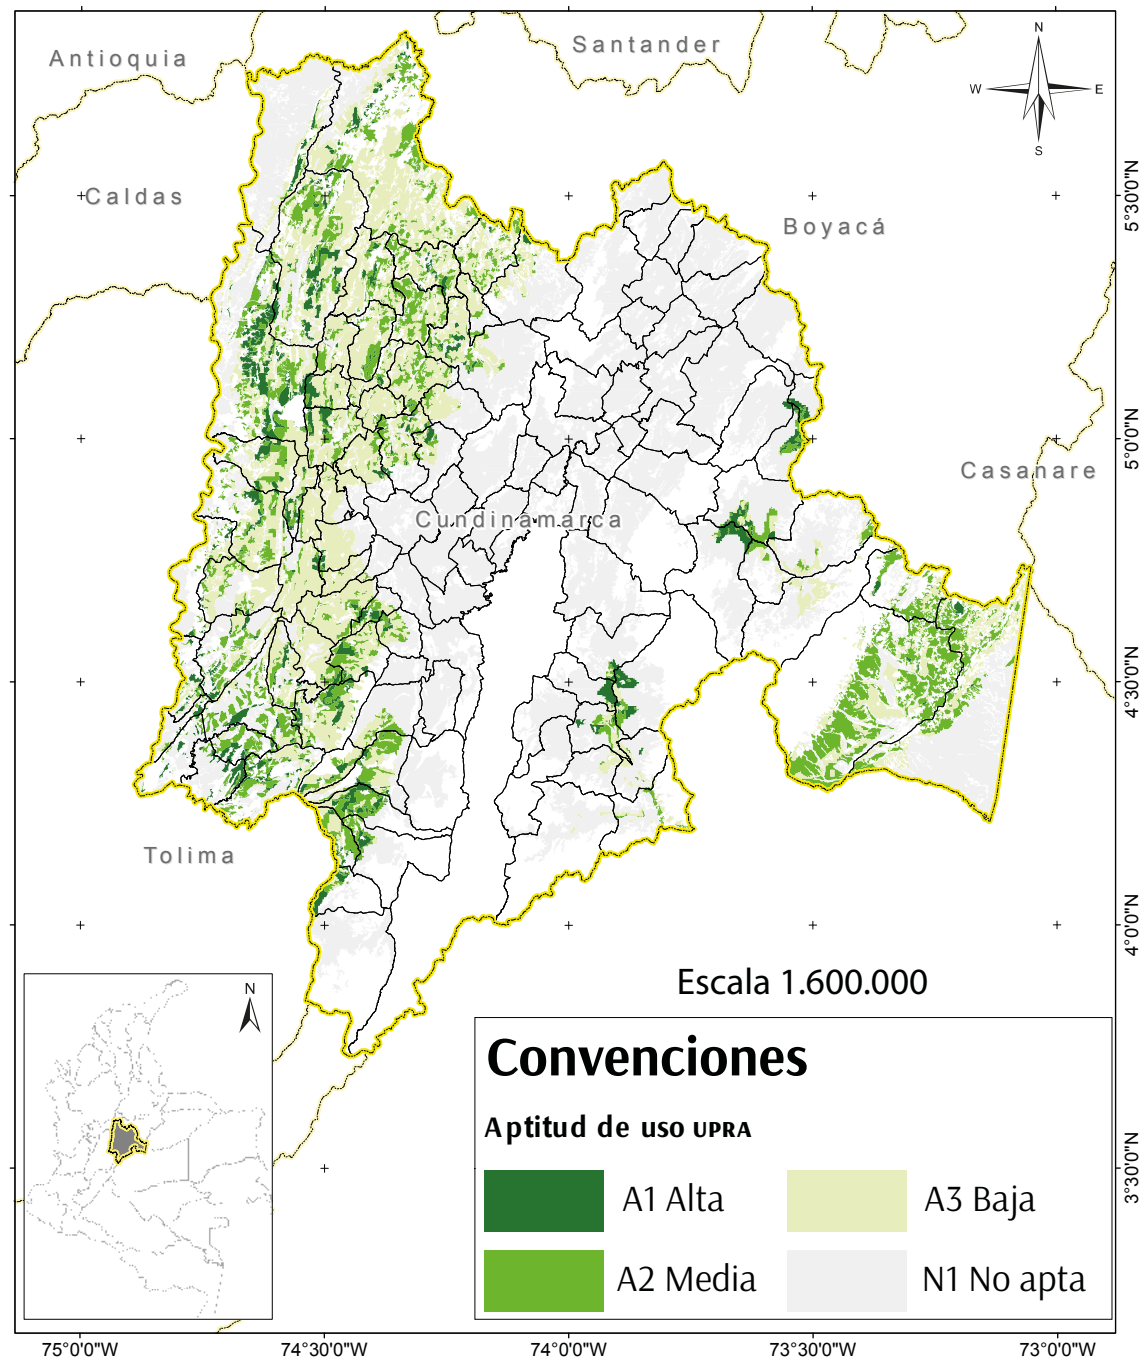 Antioquia
Santander
N
W
E
S
Caldas
Boyacá
5°30'0"N
5°0'0"N
Casanare
Cundinamarca
4°30'0"N
Tolima
4°0'0"N
Escala 1.600.000
N
Convenciones
Aptitud de uso UPRA
A1 Alta
A3 Baja
A2 Media
N1 No apta
3°30'0"N
75°0'0"W
74°30'0"W
74°0'0"W
73°30'0"W
73°0'0"W